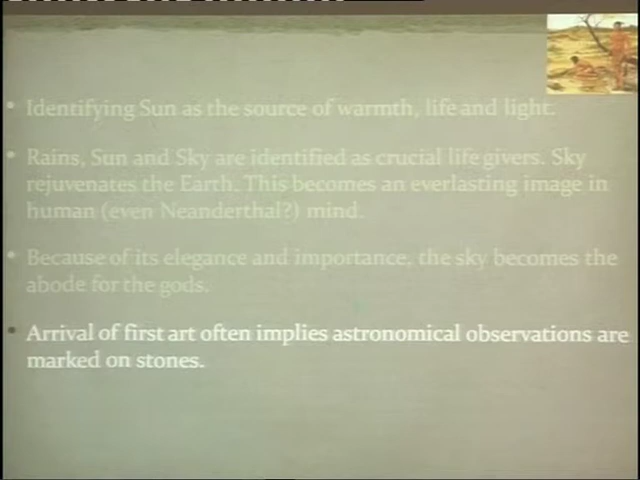 Identifying Sun as the source of warmth, life and light.
Rains, Sun and Sky are identified as crucial life givers. Sky
rejuvenates the Earth. This becomes an everlasting image in
human (even Neanderthal?) mind.
Because of its elegance and importance, the sky becomes the
abode for the gods.
Arrival of first art often implies astronomical observations are
marked on stones.